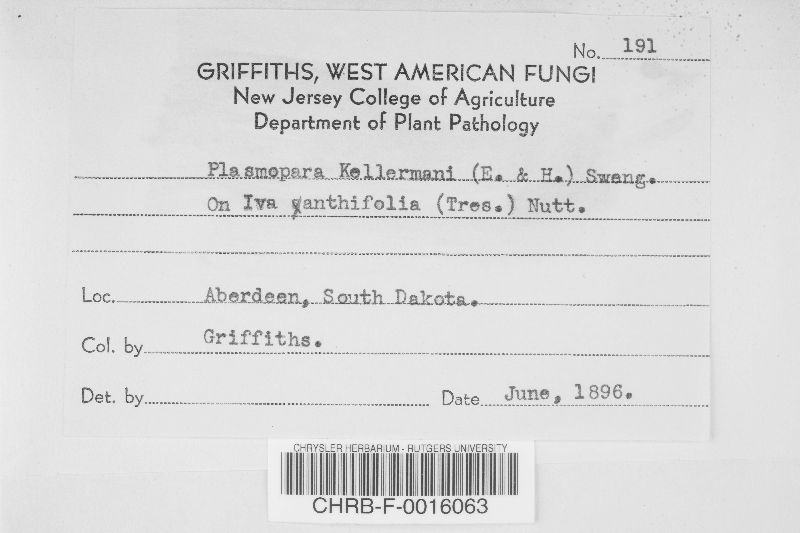 No. 191
GRIFFITHS, WEST AMERICAN FUNGI
New Jersey College of Agriculture
Department of Plant Pathology
Plasmopara Kellermani (E. & H.) Sweng.
On Iva xanthifolia (Tres.) Nutt.
Loc. Aberdeen, South Dakota.
Col. by Griffiths.
Det. by Date June, 1896.
CHRYSLER HERBARIUM - RUTGERS UNIVERSITY
CHRB-F-0016063